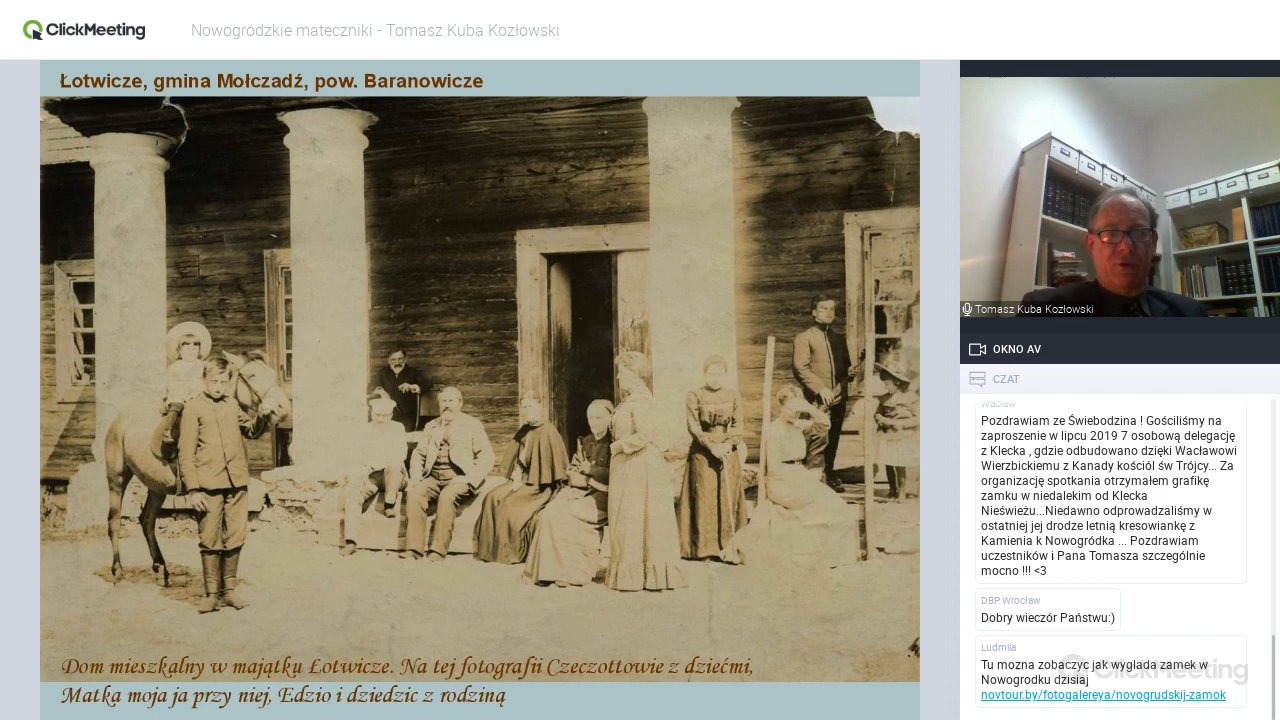 ClickMeeting
Nowogródzkie mateczniki - Tomasz Kuba Kozłowski
Łotwicze, gmina Mołczadź, pow. Baranowicze
Dom mieszkalny w majątku Łotwicze. Na tej fotografii Czeczottowie z dziećmi,
Matka moja ja przy niej, Edzio i dziedzic z rodziną
Tomasz Kuba Kozłowski
OKNO AV
CZAT
Wacław
Pozdrawiam ze Świebodzina ! Gościliśmy na
zaproszenie w lipcu 2019 7 osobową delegację
z Klecka , gdzie odbudowano dzięki Wacławowi
Wierzbickiemu z Kanady kościól św Trójcy... Za
organizację spotkania otrzymałem grafikę
zamku w niedalekim od Klecka
Nieświeżu...Niedawno odprowadzaliśmy w
ostatniej jej drodze letnią kresowiankę z
Kamienia k Nowogródka ... Pozdrawiam
uczestników i Pana Tomasza szczególnie
mocno !!! <3
DBP Wrocław
Dobry wieczór Państwu:)
Ludmila
Tu mozna zobaczyc jak wyglada zamek w
Nowogrodku dzisiaj
novtour.by/fotogalereya/novogrudskij-zamok
ClickMeeting